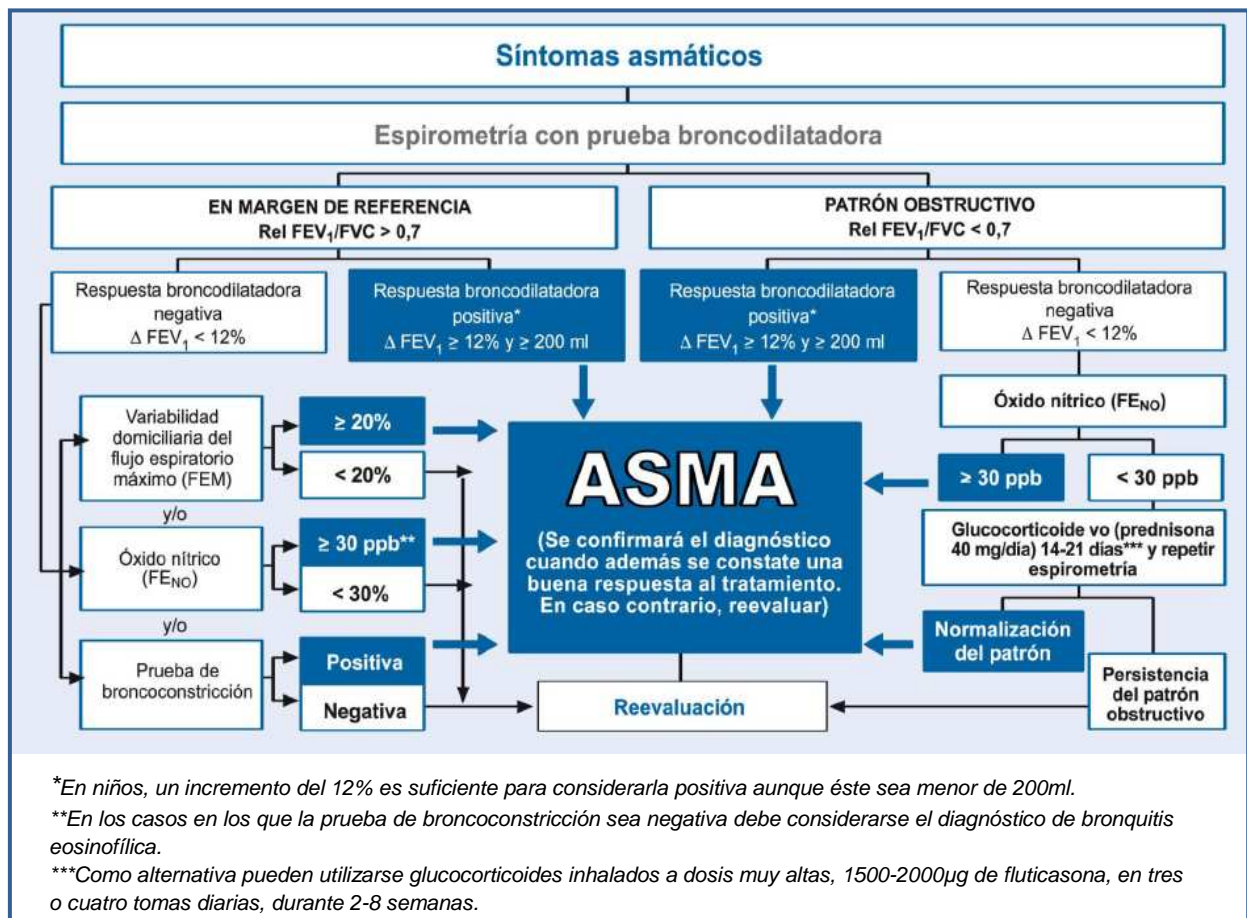 Síntomas asmáticos
Espirometría con prueba broncodilatadora
EN MARGEN DE REFERENCIA
Rel FEV₁/FVC > 0,7
PATRÓN OBSTRUCTIVO
Rel FEV₁/FVC < 0,7
Respuesta broncodilatadora
negativa
Δ FEV₁ < 12%
Respuesta broncodilatadora
positiva*
Δ FEV₁ ≥ 12% y ≥ 200 ml
Respuesta broncodilatadora
positiva*
Δ FEV₁ ≥ 12% y ≥ 200 ml
Respuesta broncodilatadora
negativa
Δ FEV₁ < 12%
Variabilidad
domiciliaria del
flujo espiratorio
máximo (FEM)
≥ 20%
< 20%
y/o
Óxido nítrico
(FE_NO)
≥ 30 ppb**
< 30%
y/o
Prueba de
broncoconstricción
Positiva
Negativa
ASMA
(Se confirmará el diagnóstico
cuando además se constate una
buena respuesta al tratamiento.
En caso contrario, reevaluar)
Reevaluación
Óxido nítrico (FE_NO)
≥ 30 ppb
< 30 ppb
Glucocorticoide vo (prednisona
40 mg/día) 14-21 días*** y repetir
espirometría
Normalización
del patrón
Persistencia
del patrón
obstructivo
*En niños, un incremento del 12% es suficiente para considerarla positiva aunque éste sea menor de 200ml.
**En los casos en los que la prueba de broncoconstricción sea negativa debe considerarse el diagnóstico de bronquitis
eosinofílica.
***Como alternativa pueden utilizarse glucocorticoides inhalados a dosis muy altas, 1500-2000µg de fluticasona, en tres
o cuatro tomas diarias, durante 2-8 semanas.